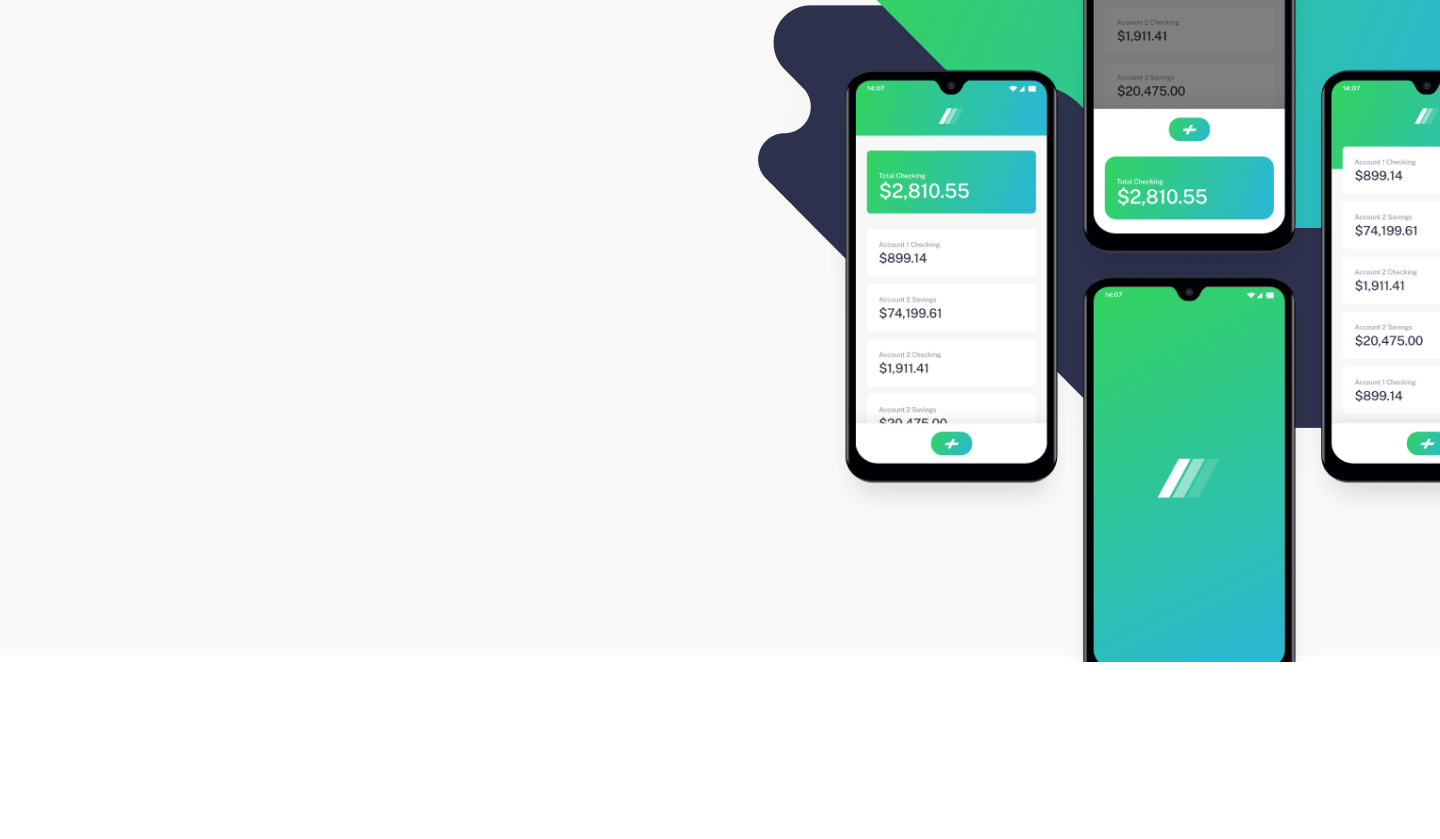 14:07
Total Checking
$2,810.55
Account 1 Checking
$899.14
Account 2 Savings
$74,199.61
Account 2 Checking
$1,911.41
Account 2 Savings
$20,475.00
Account 2 Checking
$1,911.41
Account 2 Savings
$20,475.00
Total Checking
$2,810.55
14:07
14:07
Account 1 Checking
$899.14
Account 2 Savings
$74,199.61
Account 2 Checking
$1,911.41
Account 2 Savings
$20,475.00
Account 1 Checking
$899.14